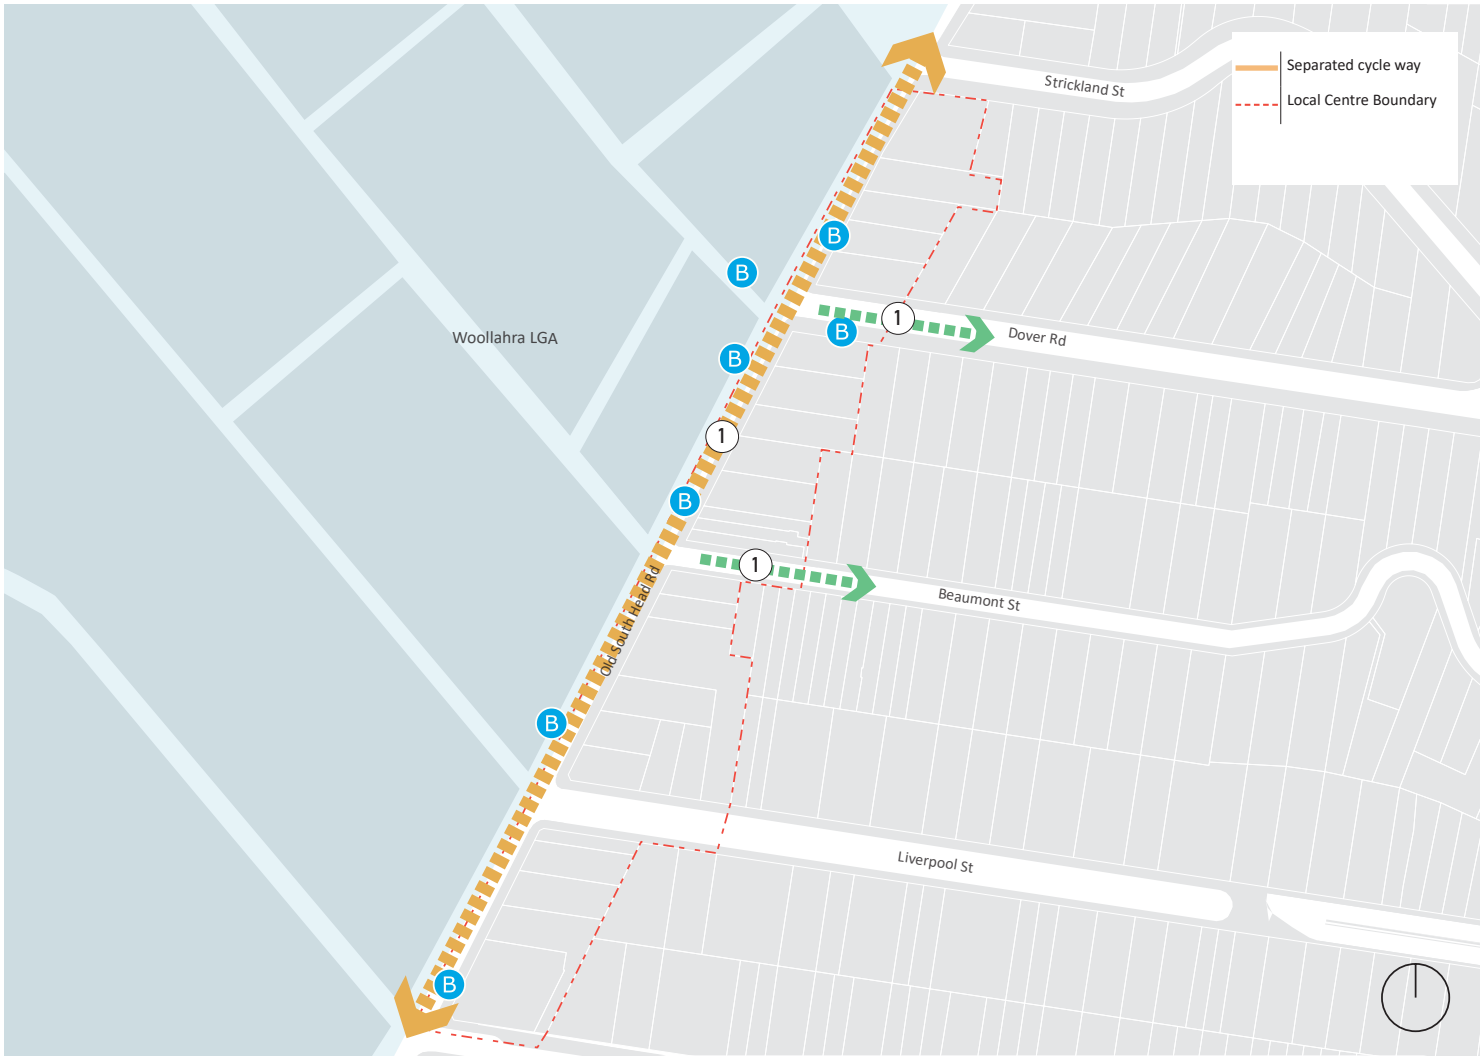 Separated cycle way
Local Centre Boundary
Strickland St
B
B
1
Dover Rd
B
Woollahra LGA
B
1
B
1
Beaumont St
Old South Head Rd
B
Liverpool St
B